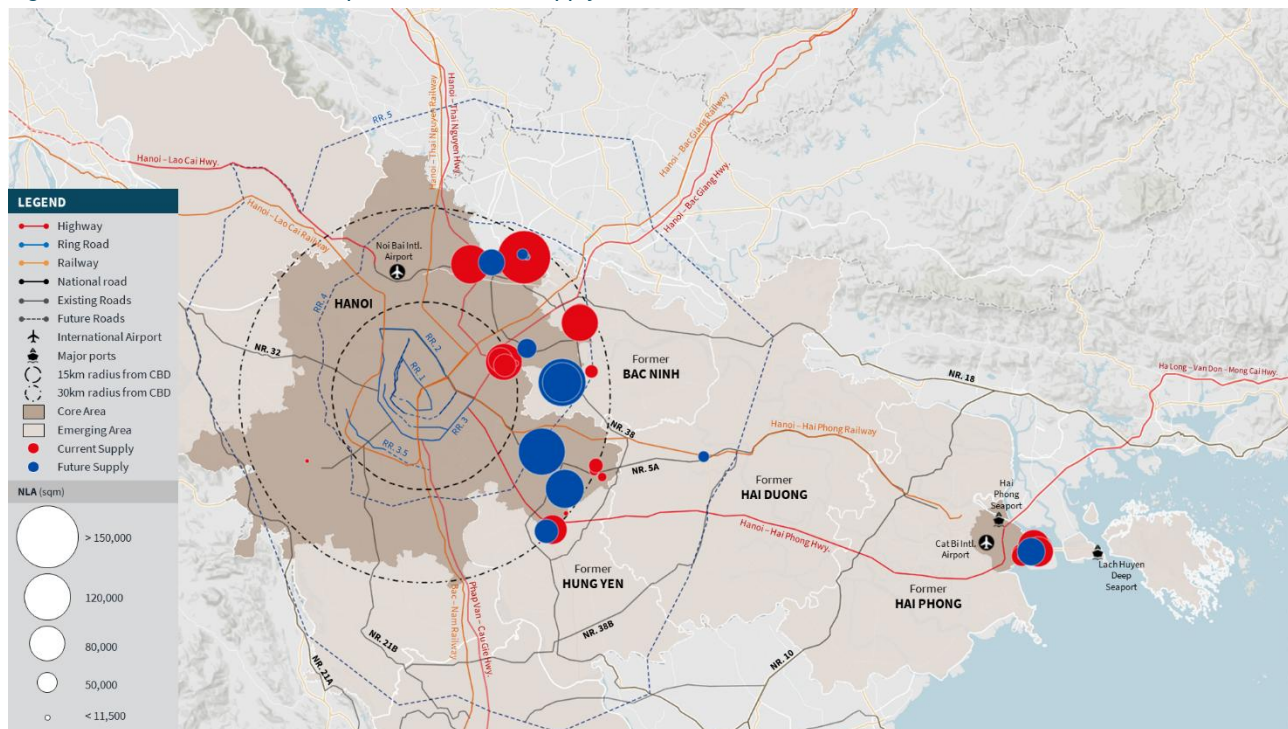 LEGEND
Highway
Ring Road
Railway
National road
Existing Roads
Future Roads
International Airport
Major ports
15km radius from CBD
30km radius from CBD
Core Area
Emerging Area
Current Supply
Future Supply
NLA (sqm)
> 150,000
120,000
80,000
50,000
< 11,500
Hanoi – Lao Cai Hwy.
Hanoi – Lao Cai Railway
Hanoi – Thai Nguyen Railway
Hanoi – Thai Nguyen Hwy.
RR. 5
Hanoi – Bac Giang Railway
Hanoi – Bac Giang Hwy.
Noi Bai Intl.
Airport
HANOI
RR. 4
RR. 2
RR. 1
RR. 3
RR. 3.5
NR. 32
Former
BAC NINH
NR. 18
Ha Long – Van Don – Mong Cai Hwy.
NR. 38
NR. 5A
Hanoi – Hai Phong Railway
Former
HAI DUONG
Hanoi – Hai Phong Hwy.
Hai
Phong
Seaport
Cat Bi Intl.
Airport
Lach Huyen
Deep
Seaport
Former
HUNG YEN
Former
HAI PHONG
Phap Van – Cau Gie Hwy.
Bac – Nam Railway
NR. 21B
NR. 21A
NR. 38B
NR. 10